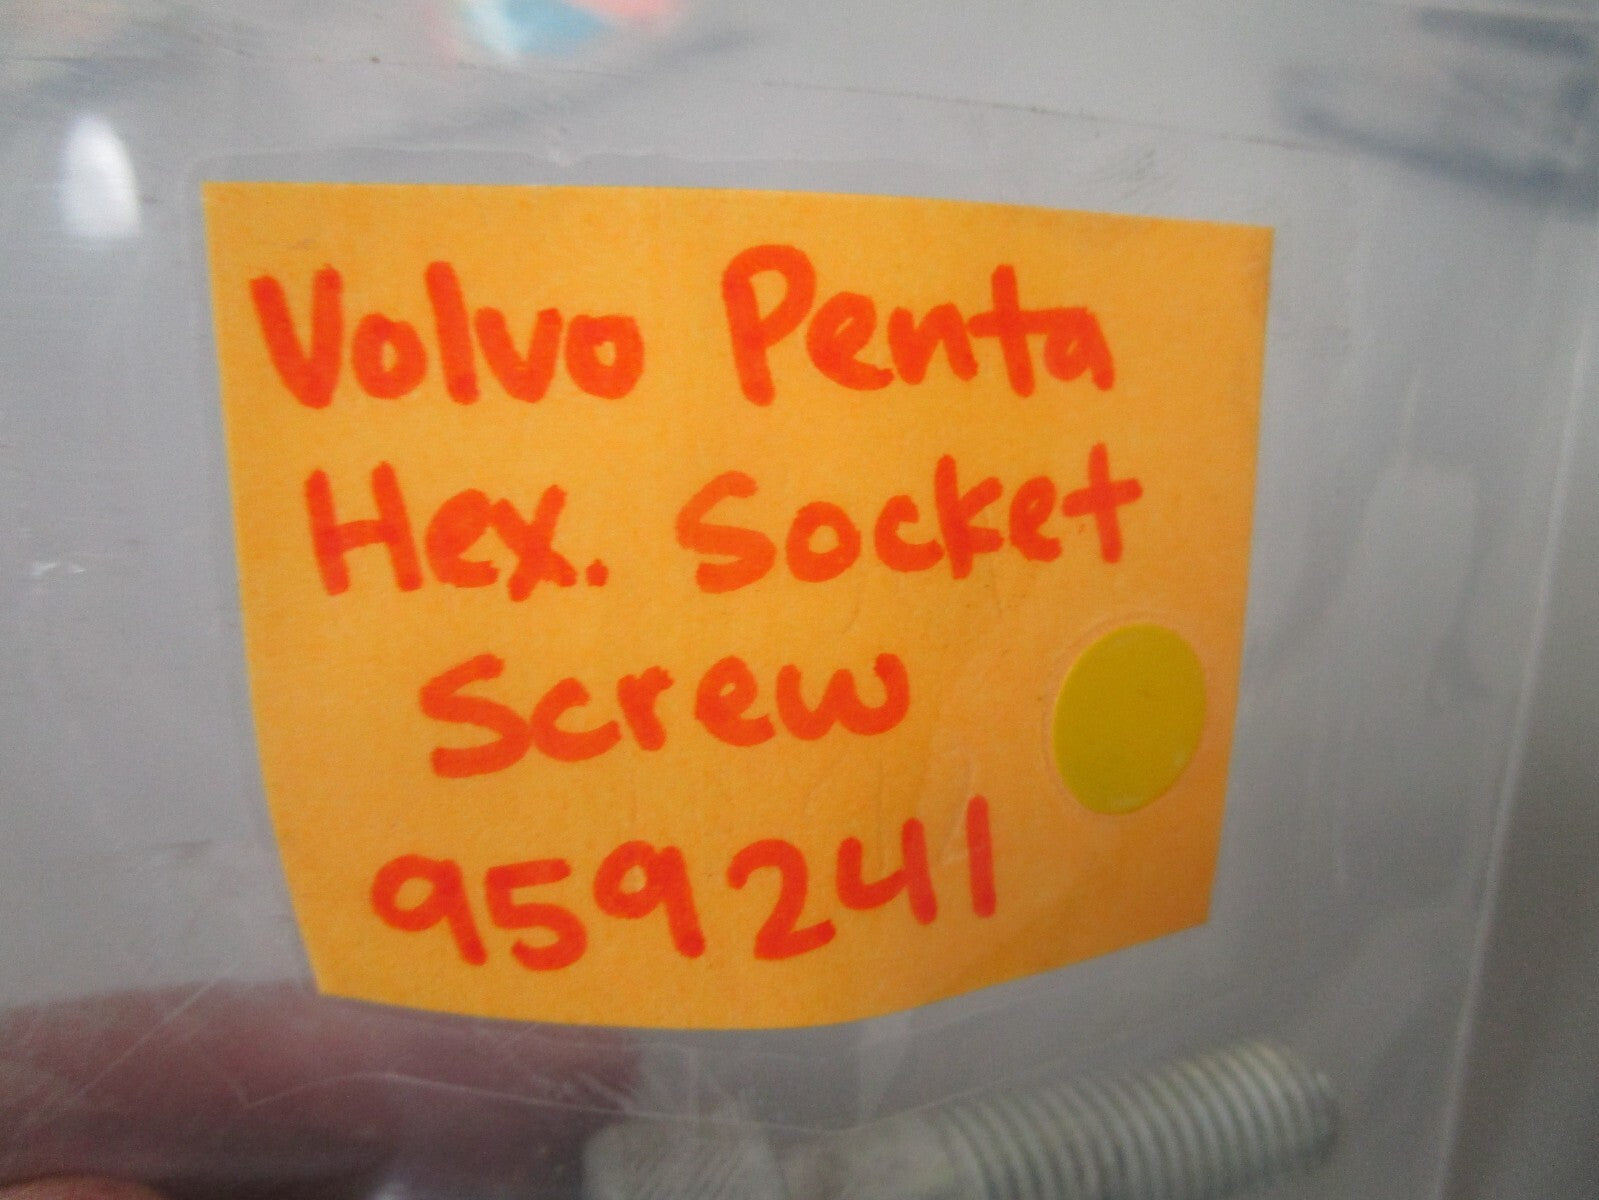 Volvo Penta
Hex. Socket
Screw
959241